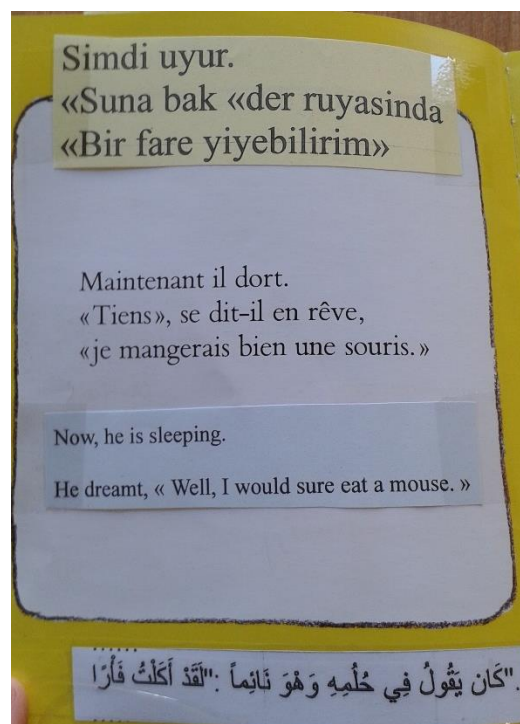 Simdi uyur.
«Suna bak «der ruyasinda
«Bir fare yiyebilirim»
Maintenant il dort.
«Tiens», se dit-il en rêve,
«je mangerais bien une souris.»
Now, he is sleeping.
He dreamt, « Well, I would sure eat a mouse. »
"كَان يَقُولُ فِي حُلُمِهِ وَهْوَ نَائِماً :"لَقَدْ أَكَلْتُ فَأْرًا.